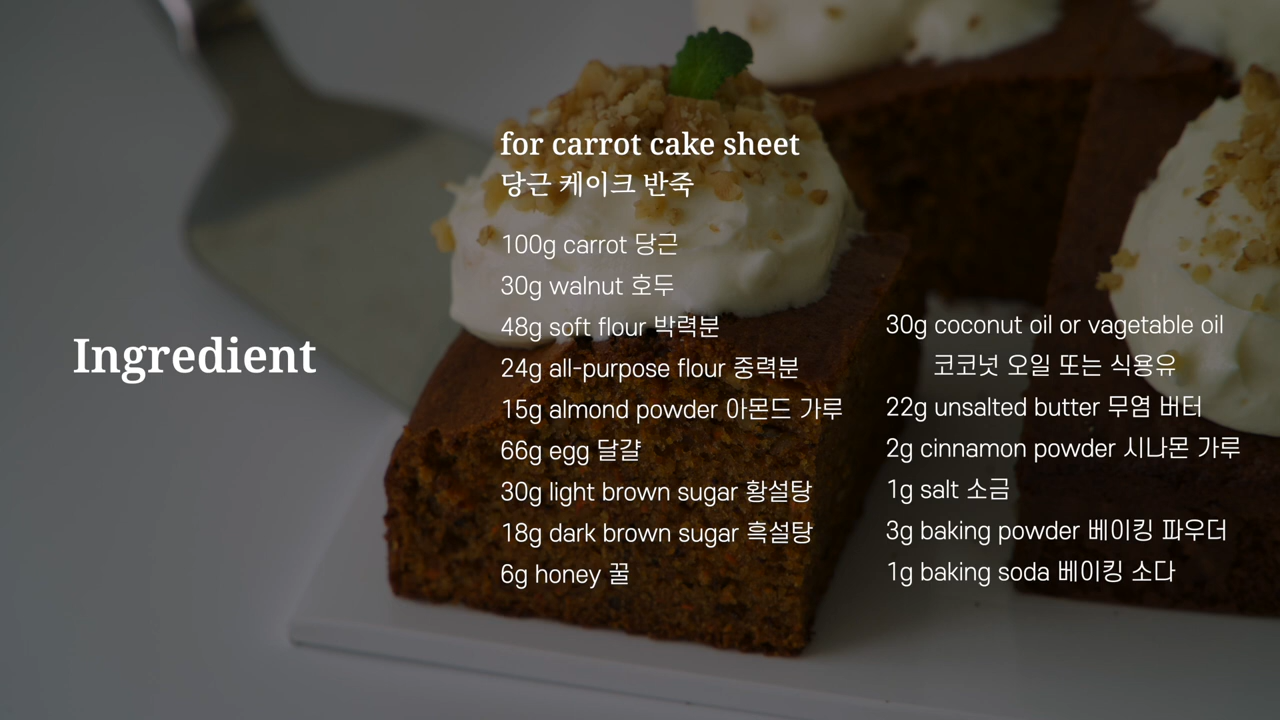 Ingredient
for carrot cake sheet
당근 케이크 반죽
100g carrot 당근
30g walnut 호두
48g soft flour 박력분
24g all-purpose flour 중력분
15g almond powder 아몬드 가루
66g egg 달걀
30g light brown sugar 황설탕
18g dark brown sugar 흑설탕
6g honey 꿀
30g coconut oil or vagetable oil
코코넛 오일 또는 식용유
22g unsalted butter 무염 버터
2g cinnamon powder 시나몬 가루
1g salt 소금
3g baking powder 베이킹 파우더
1g baking soda 베이킹 소다